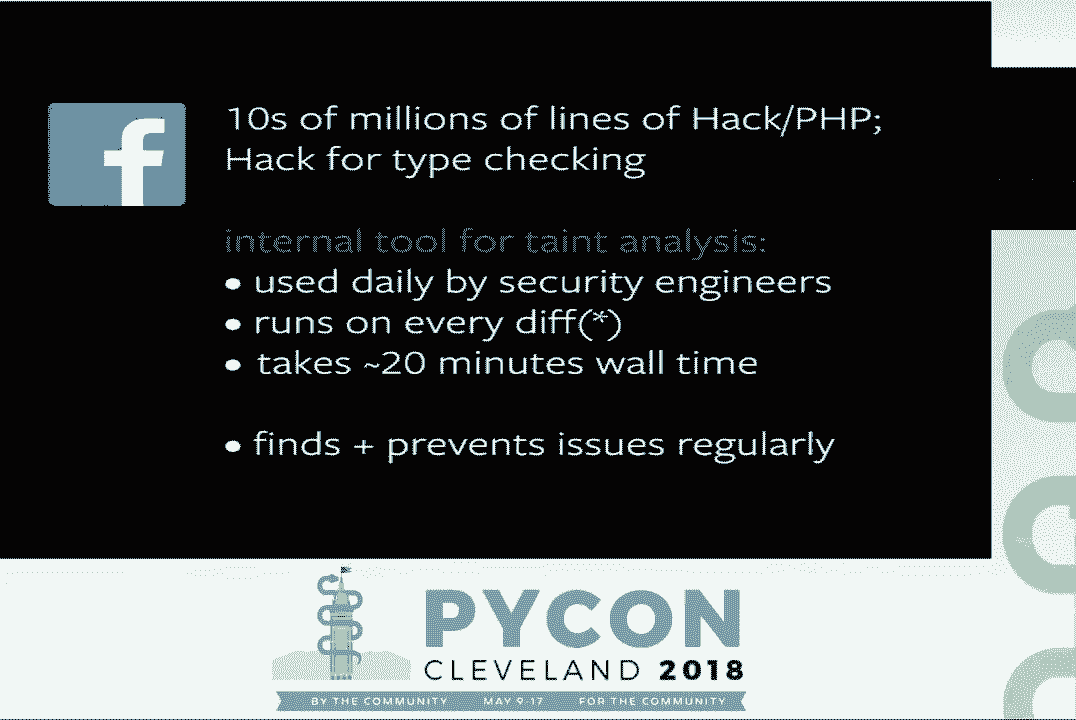 10s of millions of lines of Hack/PHP;
Hack for type checking
internal tool for taint analysis:
• used daily by security engineers
• runs on every diff(*)
• takes ~20 minutes wall time
• finds + prevents issues regularly
PYCON
CLEVELAND 2018
BY THE COMMUNITY MAY 9-17 FOR THE COMMUNITY